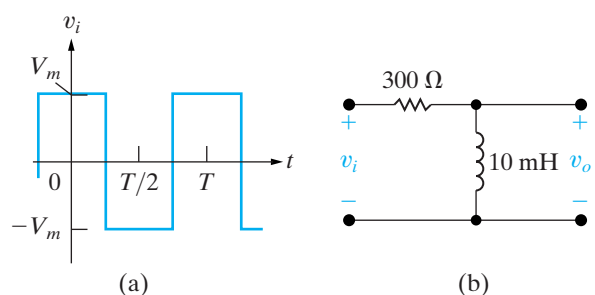 v_i
V_m
0
T/2
T
t
−V_m
(a)
300 Ω
+
+
v_i
10 mH
v_o
−
−
(b)